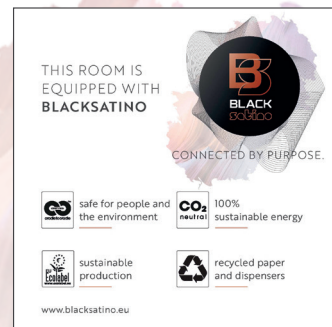 THIS ROOM IS
EQUIPPED WITH
BLACKSATINO
BLACK
satino
CONNECTED BY PURPOSE.
cradletocradle
safe for people and
the environment
CO₂
neutral
100%
sustainable energy
Ecolabel
sustainable
production
recycled paper
and dispensers
www.blacksatino.eu